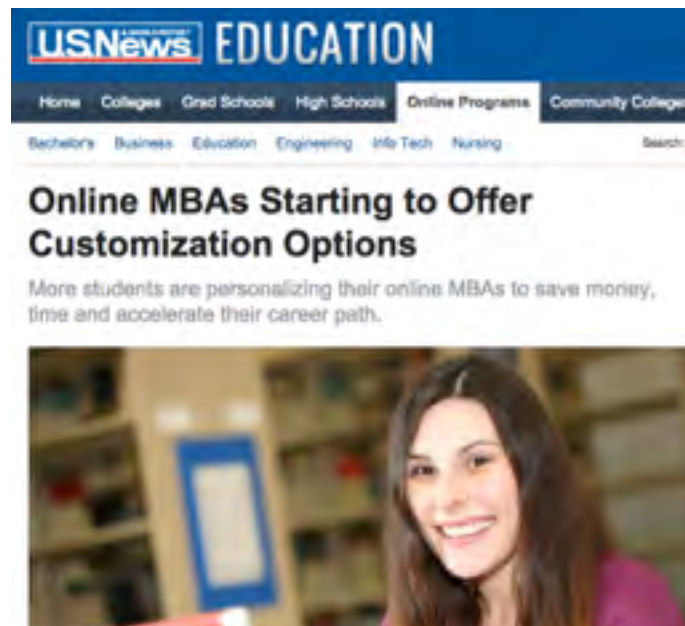 U.S.News EDUCATION
Home Colleges Grad Schools High Schools Online Programs Community Colleges
Bachelor's Business Education Engineering Info Tech Nursing Search:
Online MBAs Starting to Offer
Customization Options
More students are personalizing their online MBAs to save money,
time and accelerate their career path.